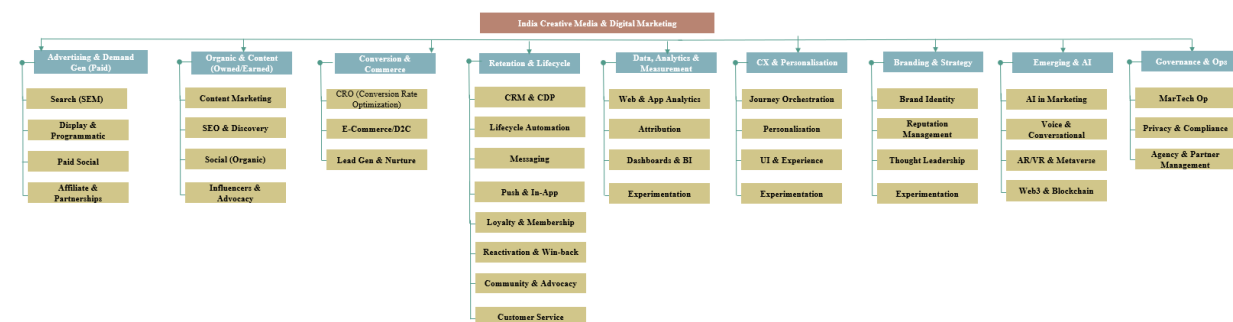 India Creative Media & Digital Marketing
Advertising & Demand
Gen (Paid)
Search (SEM)
Display &
Programmatic
Paid Social
Affiliate &
Partnerships
Organic & Content
(Owned/Earned)
Content Marketing
SEO & Discovery
Social (Organic)
Influencers &
Advocacy
Conversion &
Commerce
CRO (Conversion Rate
Optimization)
E-Commerce/D2C
Lead Gen & Nurture
Retention & Lifecycle
CRM & CDP
Lifecycle Automation
Messaging
Push & In-App
Loyalty & Membership
Reactivation & Win-back
Community & Advocacy
Customer Service
Data, Analytics &
Measurement
Web & App Analytics
Attribution
Dashboards & BI
Experimentation
CX & Personalisation
Journey Orchestration
Personalisation
UI & Experience
Experimentation
Branding & Strategy
Brand Identity
Reputation
Management
Thought Leadership
Experimentation
Emerging & AI
AI in Marketing
Voice &
Conversational
AR/VR & Metaverse
Web3 & Blockchain
Governance & Ops
MarTech Op
Privacy & Compliance
Agency & Partner
Management